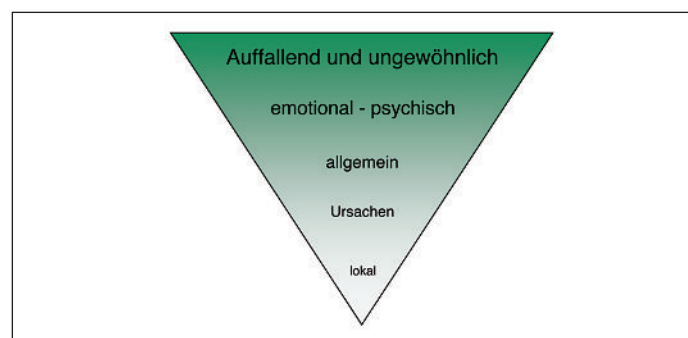 Auffallend und ungewöhnlich
emotional - psychisch
allgemein
Ursachen
lokal